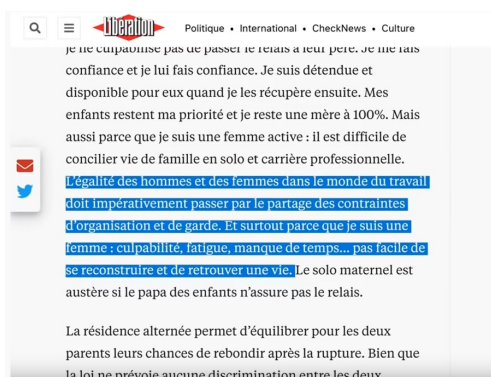 Libération
Politique • International • CheckNews • Culture
je ne culpabilise pas de passer le relais à leur père. Je me fais
confiance et je lui fais confiance. Je suis détendue et
disponible pour eux quand je les récupère ensuite. Mes
enfants restent ma priorité et je reste une mère à 100%. Mais
aussi parce que je suis une femme active : il est difficile de
concilier vie de famille en solo et carrière professionnelle.
L'égalité des hommes et des femmes dans le monde du travail
doit impérativement passer par le partage des contraintes
d'organisation et de garde. Et surtout parce que je suis une
femme : culpabilité, fatigue, manque de temps... pas facile de
se reconstruire et de retrouver une vie. Le solo maternel est
austère si le papa des enfants n'assure pas le relais.
La résidence alternée permet d'équilibrer pour les deux
parents leurs chances de rebondir après la rupture. Bien que
la loi ne prévoie aucune discrimination entre les deux